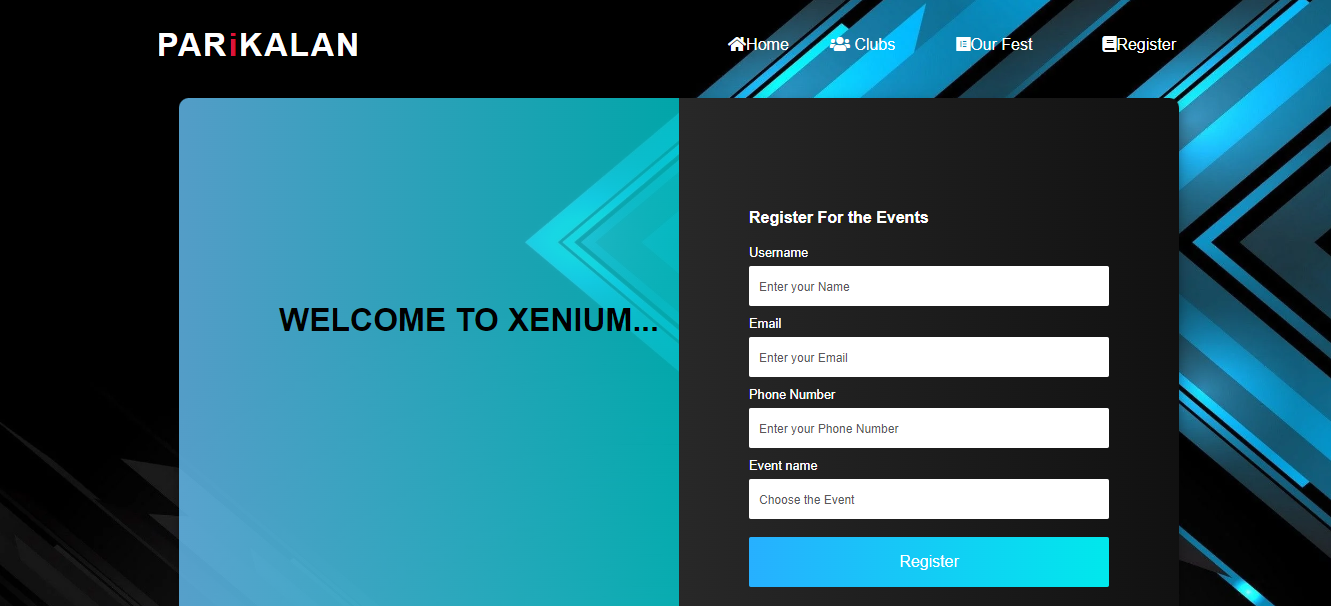 PARiKALAN
Home Clubs Our Fest Register
WELCOME TO XENIUM...
Register For the Events
Username
Enter your Name
Email
Enter your Email
Phone Number
Enter your Phone Number
Event name
Choose the Event
Register